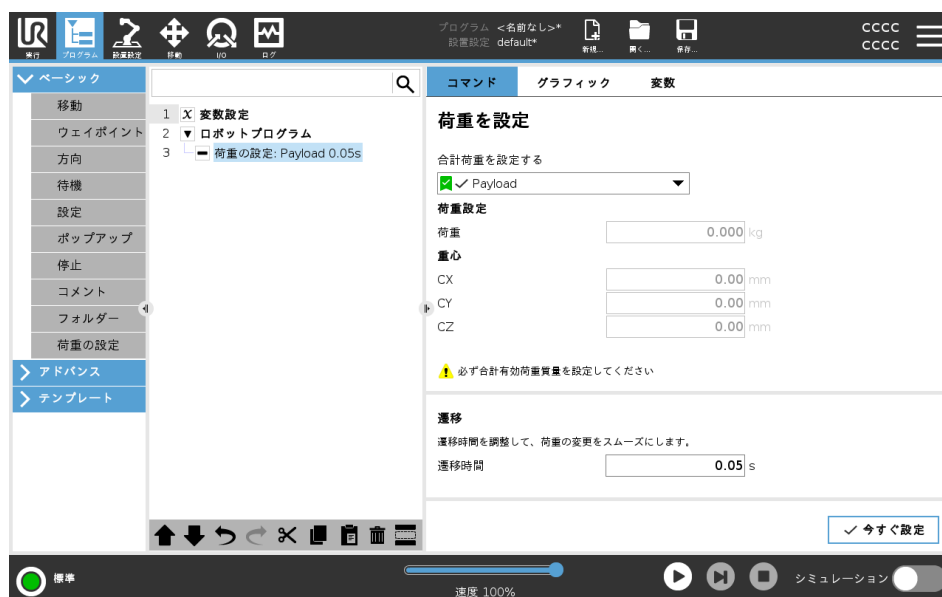 UR
実行
プログラム
設置設定
移動
I/O
ログ
プログラム <名前なし>*
設置設定 default*
新規...
開く...
保存...
CCCC
CCCC
ベーシック
移動
ウェイポイント
方向
待機
設定
ポップアップ
停止
コメント
フォルダー
荷重の設定
アドバンス
テンプレート
1 X 変数設定
2 ▼ ロボットプログラム
3 荷重の設定: Payload 0.05s
コマンド
グラフィック
変数
荷重を設定
合計荷重を設定する
Payload
荷重設定
荷重 0.000 kg
重心
CX 0.00 mm
CY 0.00 mm
CZ 0.00 mm
必ず合計有効荷重質量を設定してください
遷移
遷移時間を調整して、荷重の変更をスムーズにします。
遷移時間 0.05 s
今すぐ設定
標準
速度 100%
シミュレーション